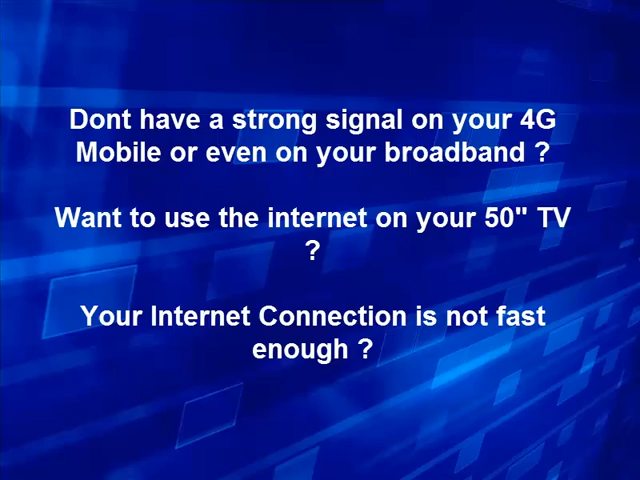 Dont have a strong signal on your 4G
Mobile or even on your broadband ?
Want to use the internet on your 50" TV
?
Your Internet Connection is not fast
enough ?